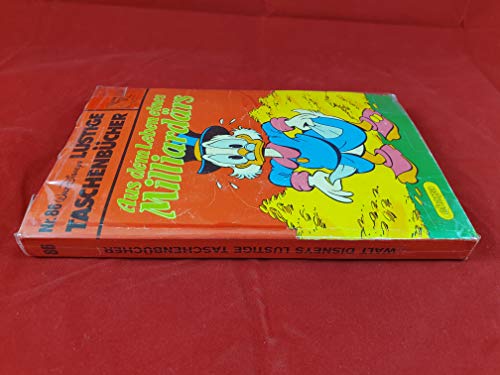 Nr. 86 Walt Disneys LUSTIGE
TASCHENBÜCHER
Aus dem Leben eines
Milliardärs
86
WALT DISNEYS LUSTIGE TASCHENBÜCHER